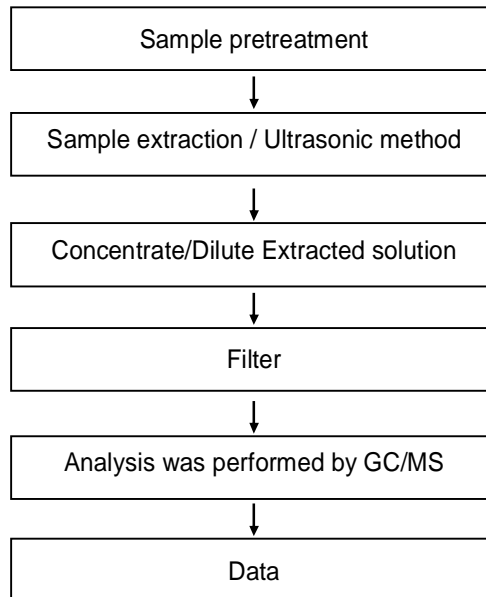 Sample pretreatment
Sample extraction / Ultrasonic method
Concentrate/Dilute Extracted solution
Filter
Analysis was performed by GC/MS
Data